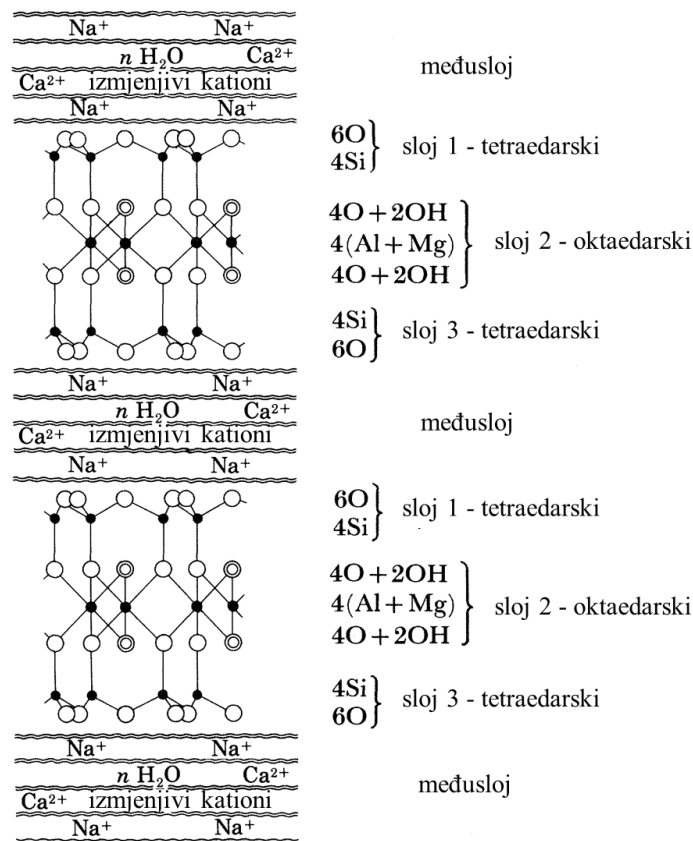 Na⁺ Na⁺
n H₂O Ca²⁺
Ca²⁺ izmjenjivi kationi
Na⁺ Na⁺
međusloj
6O
4Si
sloj 1 - tetraedarski
4O + 2OH
4(Al + Mg)
4O + 2OH
sloj 2 - oktaedarski
4Si
6O
sloj 3 - tetraedarski
Na⁺ Na⁺
n H₂O Ca²⁺
Ca²⁺ izmjenjivi kationi
Na⁺ Na⁺
međusloj
6O
4Si
sloj 1 - tetraedarski
4O + 2OH
4(Al + Mg)
4O + 2OH
sloj 2 - oktaedarski
4Si
6O
sloj 3 - tetraedarski
Na⁺ Na⁺
n H₂O Ca²⁺
Ca²⁺ izmjenjivi kationi
Na⁺ Na⁺
međusloj